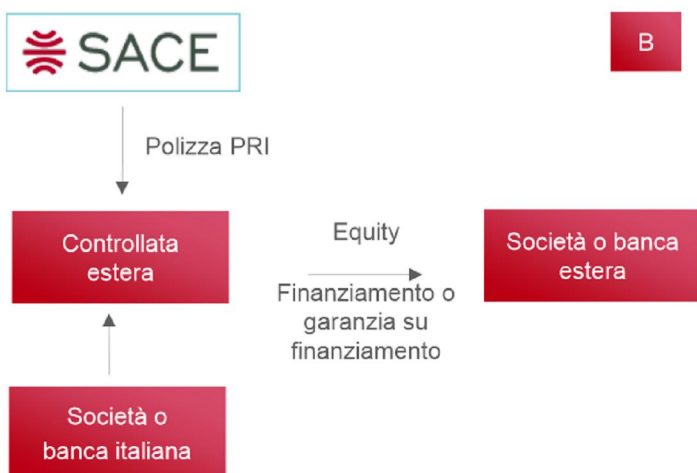 SACE
B
Polizza PRI
Controllata
estera
Equity
Finanziamento o
garanzia su
finanziamento
Società o banca
estera
Società o
banca italiana